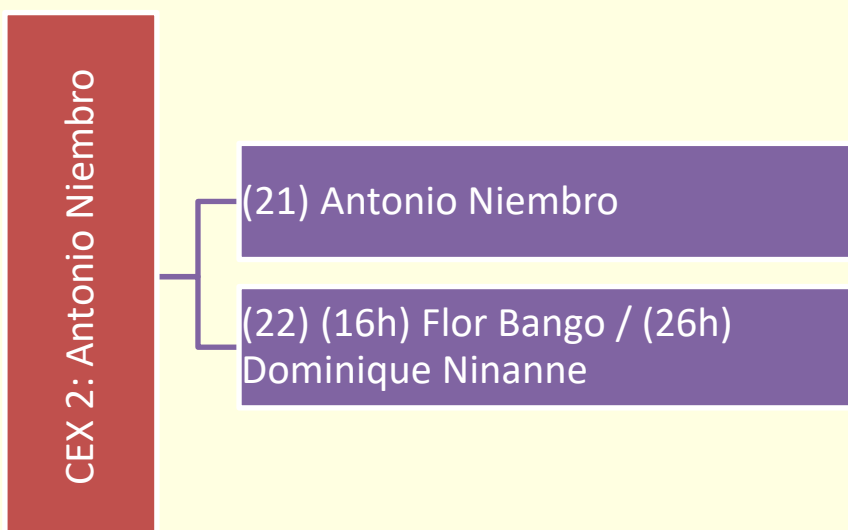 CEX 2: Antonio Niembro
(21) Antonio Niembro
(22) (16h) Flor Bango / (26h)
Dominique Ninanne